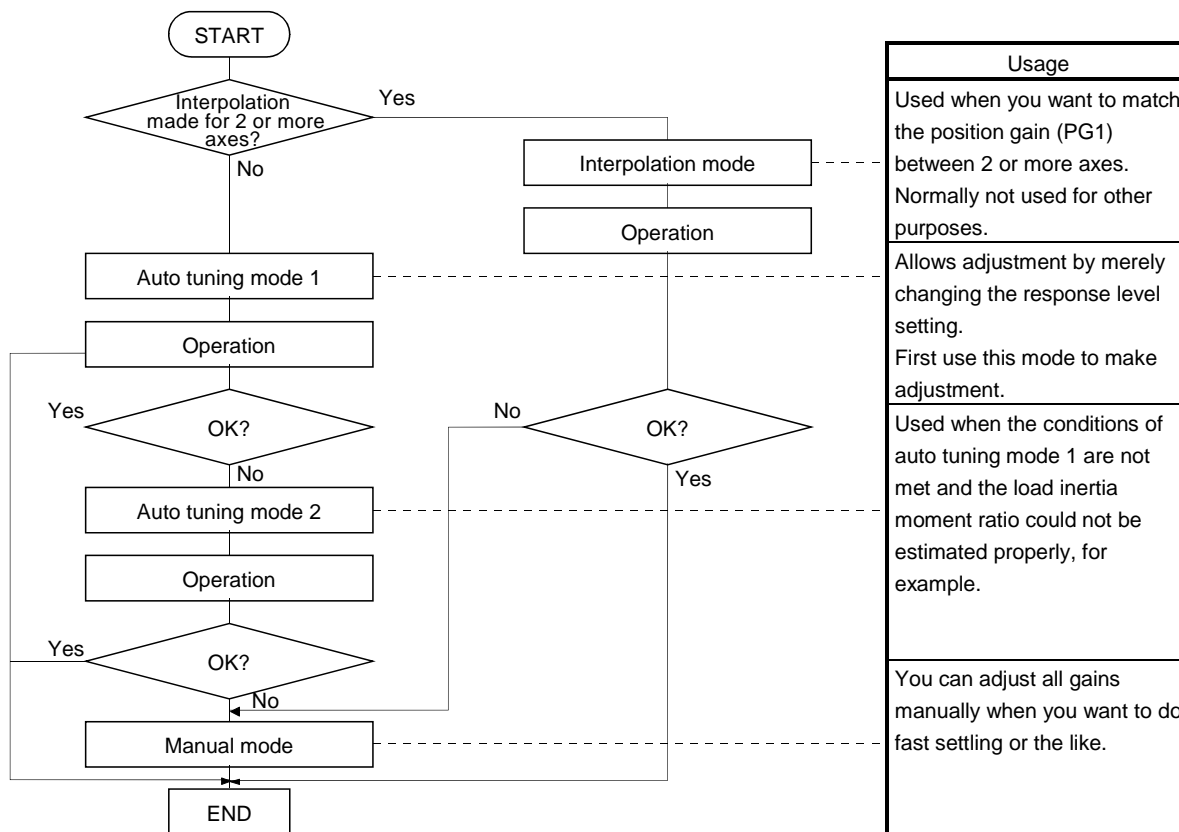 START
Interpolation
made for 2 or more
axes?
Yes
No
Interpolation mode
Operation
Auto tuning mode 1
Operation
Yes
OK?
No
No
OK?
Yes
Auto tuning mode 2
Operation
Yes
OK?
No
Manual mode
END
Usage
Used when you want to match
the position gain (PG1)
between 2 or more axes.
Normally not used for other
purposes.
Allows adjustment by merely
changing the response level
setting.
First use this mode to make
adjustment.
Used when the conditions of
auto tuning mode 1 are not
met and the load inertia
moment ratio could not be
estimated properly, for
example.
You can adjust all gains
manually when you want to do
fast settling or the like.